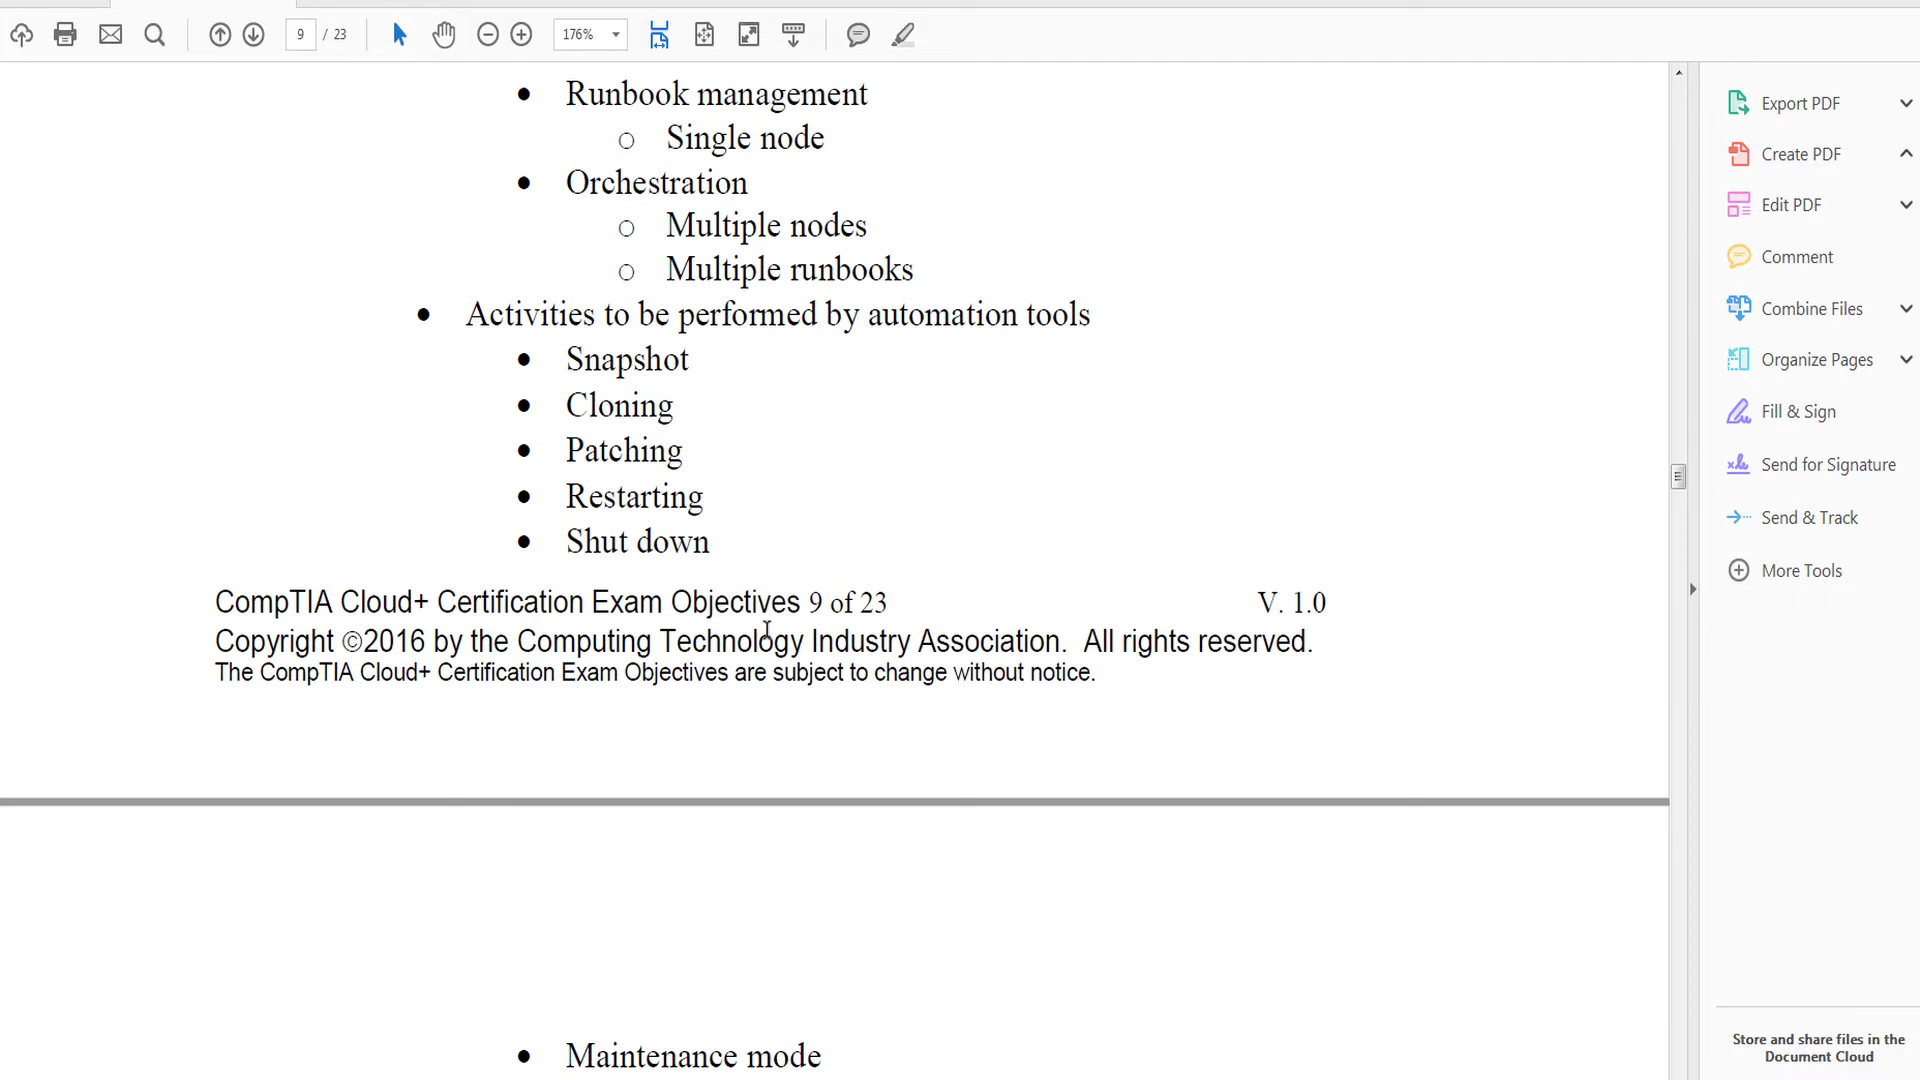 9 / 23 176%
• Runbook management
o Single node
• Orchestration
o Multiple nodes
o Multiple runbooks
• Activities to be performed by automation tools
• Snapshot
• Cloning
• Patching
• Restarting
• Shut down
CompTIA Cloud+ Certification Exam Objectives 9 of 23 V. 1.0
Copyright ©2016 by the Computing Technology Industry Association. All rights reserved.
The CompTIA Cloud+ Certification Exam Objectives are subject to change without notice.
• Maintenance mode
Export PDF
Create PDF
Edit PDF
Comment
Combine Files
Organize Pages
Fill & Sign
Send for Signature
Send & Track
More Tools
Store and share files in the
Document Cloud